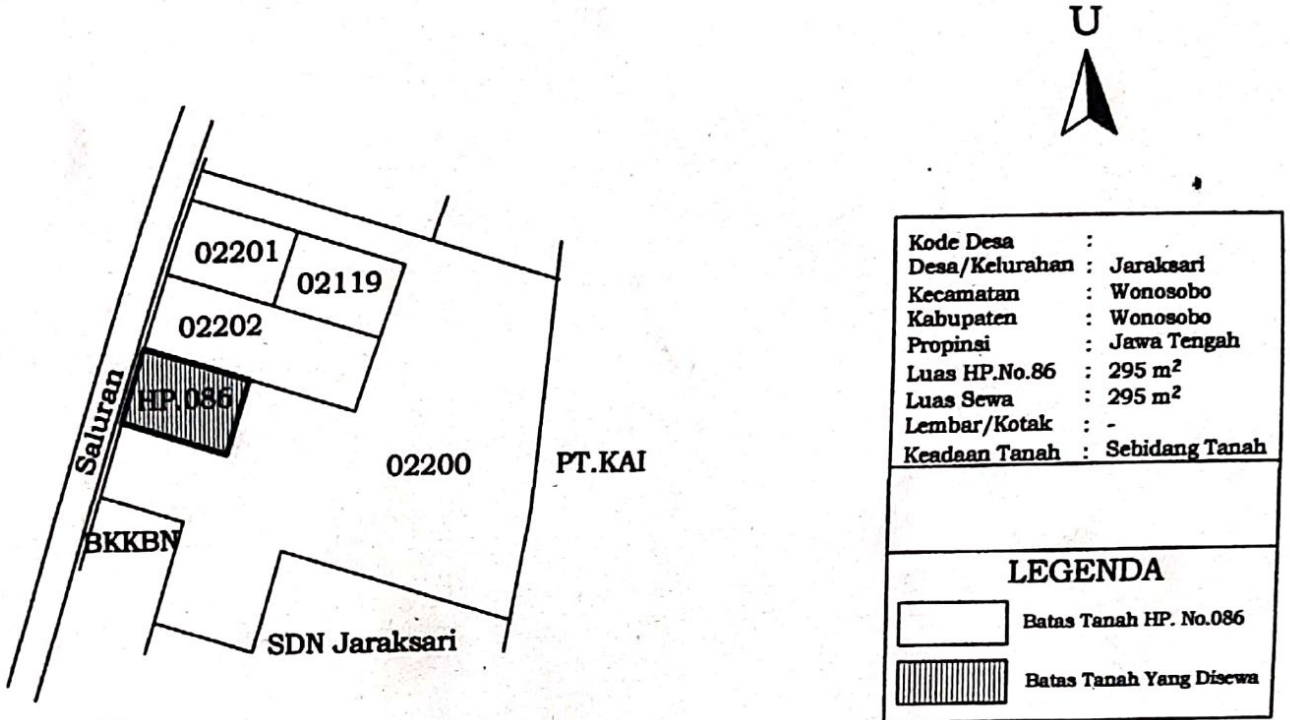 U
02201
02119
02202
HP.086
Saluran
02200
PT.KAI
BKKBN
SDN Jaraksari
Kode Desa :
Desa/Kelurahan : Jaraksari
Kecamatan : Wonosobo
Kabupaten : Wonosobo
Propinsi : Jawa Tengah
Luas HP.No.86 : 295 m²
Luas Sewa : 295 m²
Lembar/Kotak : -
Keadaan Tanah : Sebidang Tanah
LEGENDA
Batas Tanah HP. No.086
Batas Tanah Yang Disewa